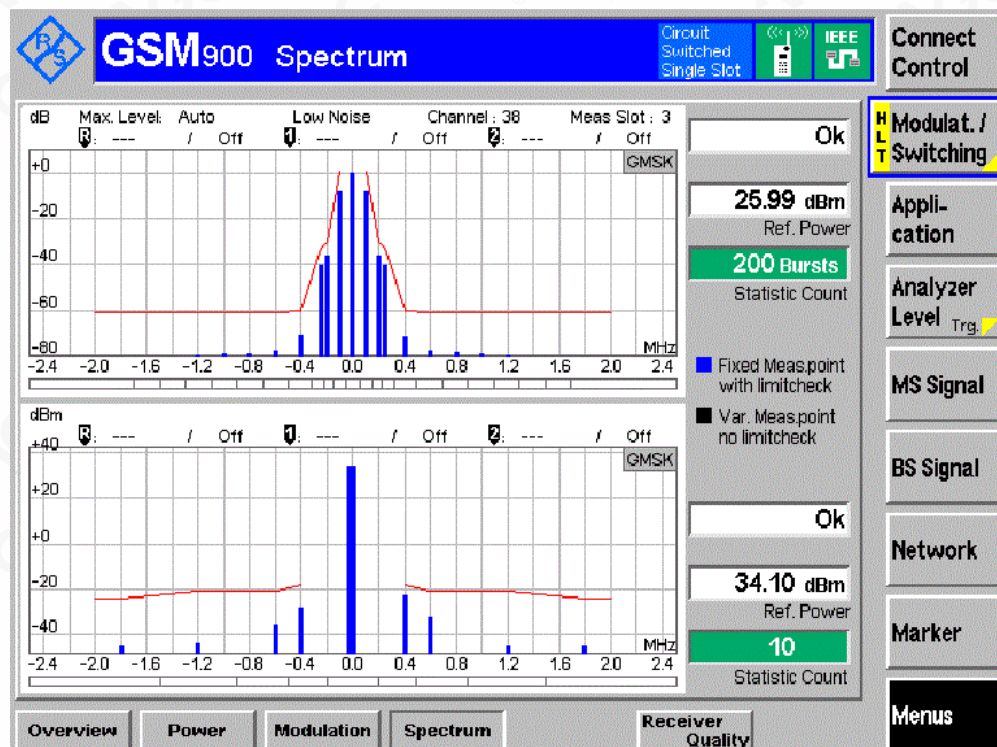 R&S
GSM900 Spectrum
Circuit
Switched
Single Slot
IEEE
Connect
Control
dB Max. Level: Auto Low Noise Channel : 38 Meas Slot : 3
R: --- / Off 1: --- / Off 2: --- / Off
GMSK
+0
-20
-40
-60
-80
MHz
-2.4 -2.0 -1.6 -1.2 -0.8 -0.4 0.0 0.4 0.8 1.2 1.6 2.0 2.4
Ok
25.99 dBm
Ref. Power
200 Bursts
Statistic Count
Fixed Meas.point
with limitcheck
Var. Meas.point
no limitcheck
dBm
R: --- / Off 1: --- / Off 2: --- / Off
GMSK
+40
+20
+0
-20
-40
MHz
-2.4 -2.0 -1.6 -1.2 -0.8 -0.4 0.0 0.4 0.8 1.2 1.6 2.0 2.4
Ok
34.10 dBm
Ref. Power
10
Statistic Count
HLT
Modulat. /
Switching
Appli-
cation
Analyzer
Level Trg.
MS Signal
BS Signal
Network
Marker
Menus
Overview Power Modulation Spectrum Receiver
Quality